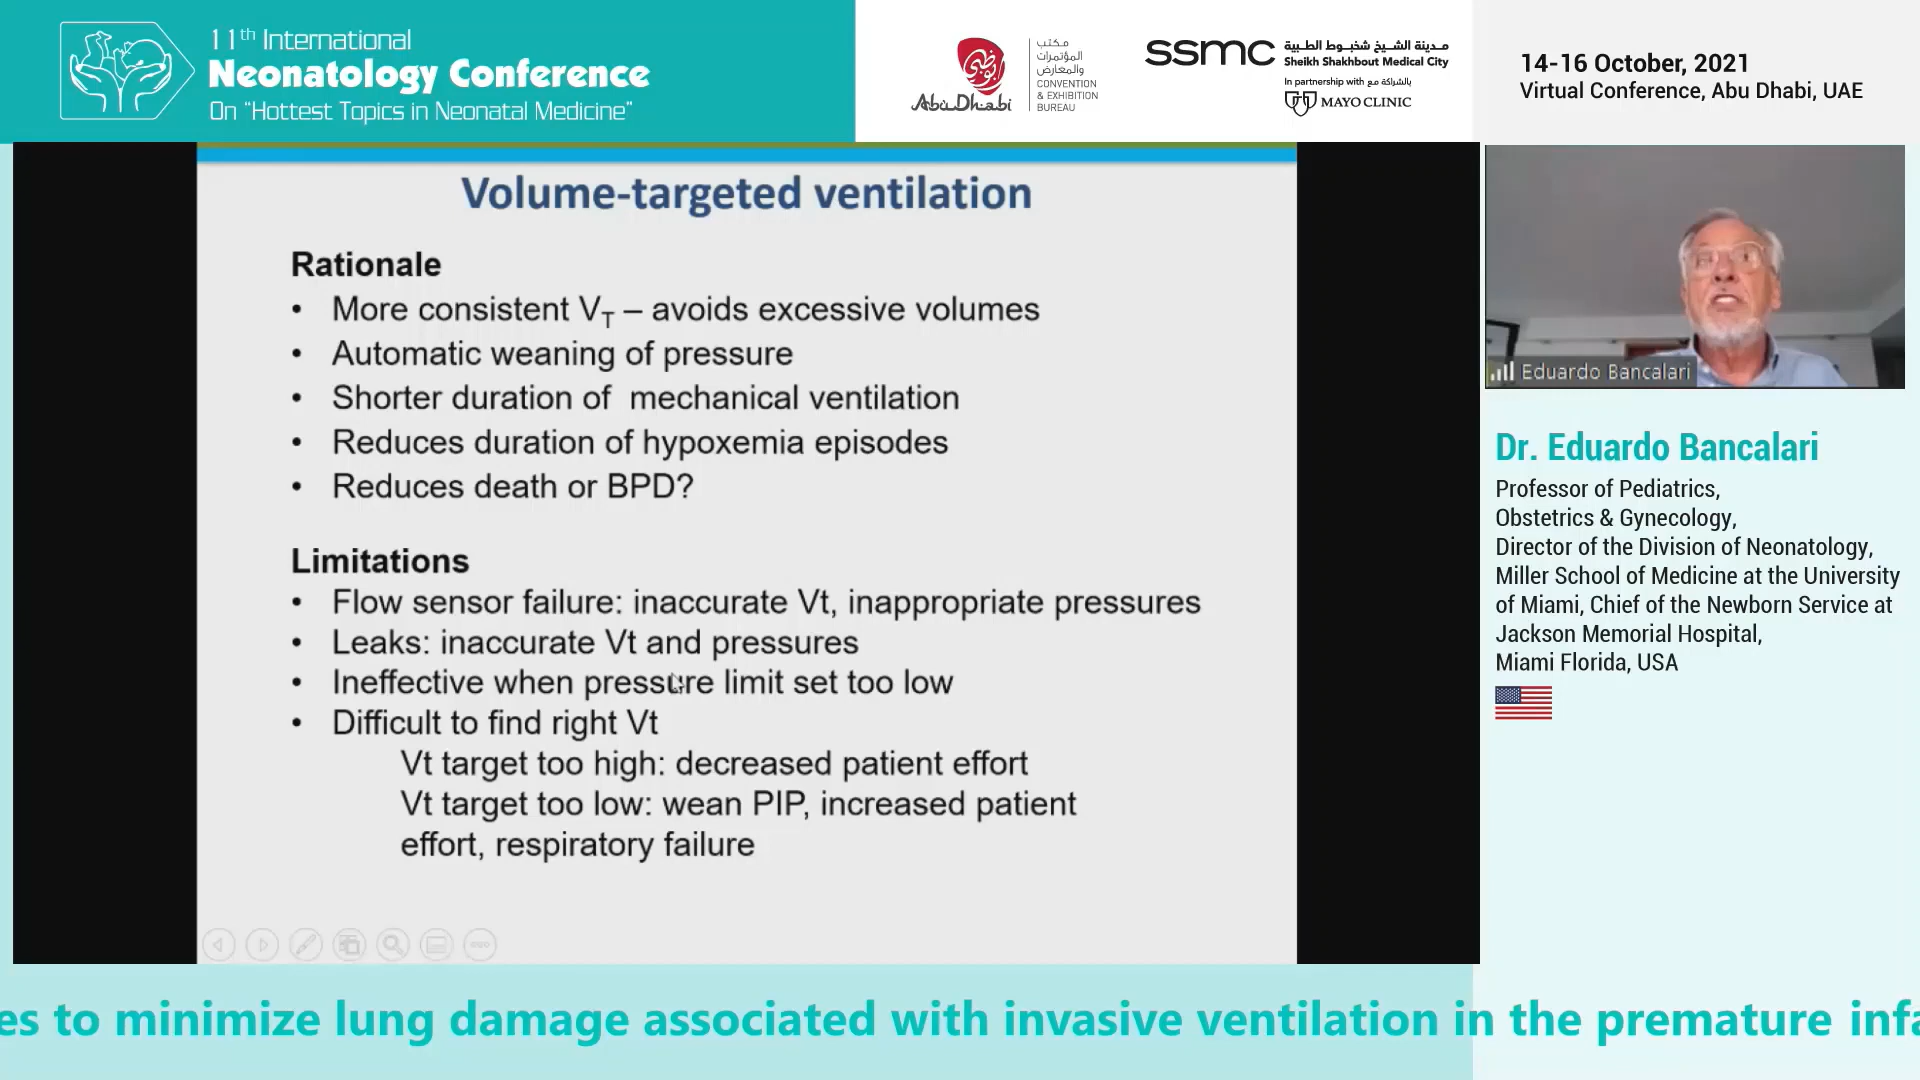 11th International
Neonatology Conference
On “Hottest Topics in Neonatal Medicine”
أبوظبي
Abu Dhabi
مكتب
المؤتمرات
والمعارض
CONVENTION
& EXHIBITION
BUREAU
ssmc
مدينة الشيخ شخبوط الطبية
Sheikh Shakhbout Medical City
In partnership with بالشراكة مع
MAYO CLINIC
14-16 October, 2021
Virtual Conference, Abu Dhabi, UAE
Volume-targeted ventilation
Rationale
• More consistent VT – avoids excessive volumes
• Automatic weaning of pressure
• Shorter duration of mechanical ventilation
• Reduces duration of hypoxemia episodes
• Reduces death or BPD?
Limitations
• Flow sensor failure: inaccurate Vt, inappropriate pressures
• Leaks: inaccurate Vt and pressures
• Ineffective when pressure limit set too low
• Difficult to find right Vt
Vt target too high: decreased patient effort
Vt target too low: wean PIP, increased patient
effort, respiratory failure
Eduardo Bancalari
Dr. Eduardo Bancalari
Professor of Pediatrics,
Obstetrics & Gynecology,
Director of the Division of Neonatology,
Miller School of Medicine at the University
of Miami, Chief of the Newborn Service at
Jackson Memorial Hospital,
Miami Florida, USA
es to minimize lung damage associated with invasive ventilation in the premature infa